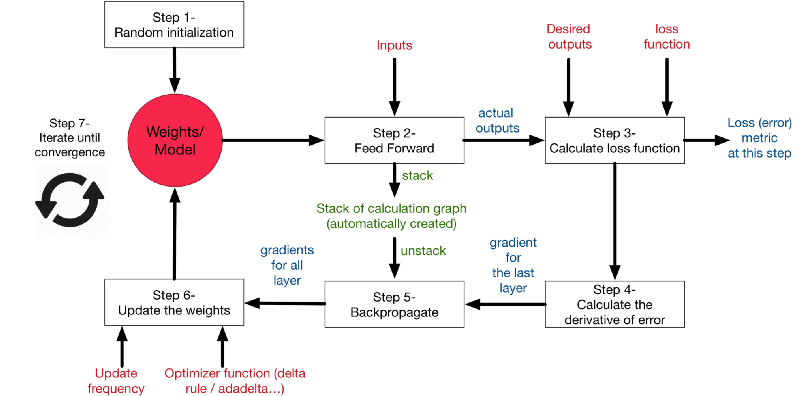 Step 1-
Random initialization
Inputs
Desired
outputs
loss
function
Step 7-
Iterate until
convergence
Weights/
Model
Step 2-
Feed Forward
actual
outputs
Step 3-
Calculate loss function
Loss (error)
metric
at this step
stack
Stack of calculation graph
(automatically created)
unstack
gradients
for all
layer
gradient
for
the last
layer
Step 6-
Update the weights
Step 5-
Backpropagate
Step 4-
Calculate the
derivative of error
Update
frequency
Optimizer function (delta
rule / adadelta...)